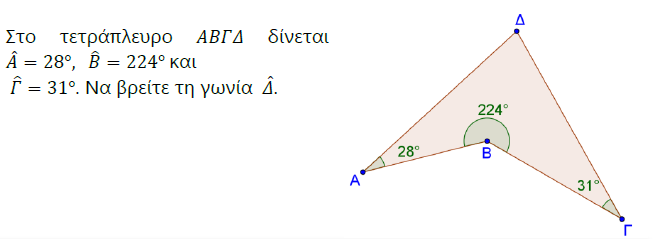 Στο τετράπλευρο ΑΒΓΔ δίνεται
Â = 28°, B̂ = 224° και
Γ̂ = 31°. Να βρείτε τη γωνία Δ̂.
Δ
224°
28°
B
A
31°
Γ